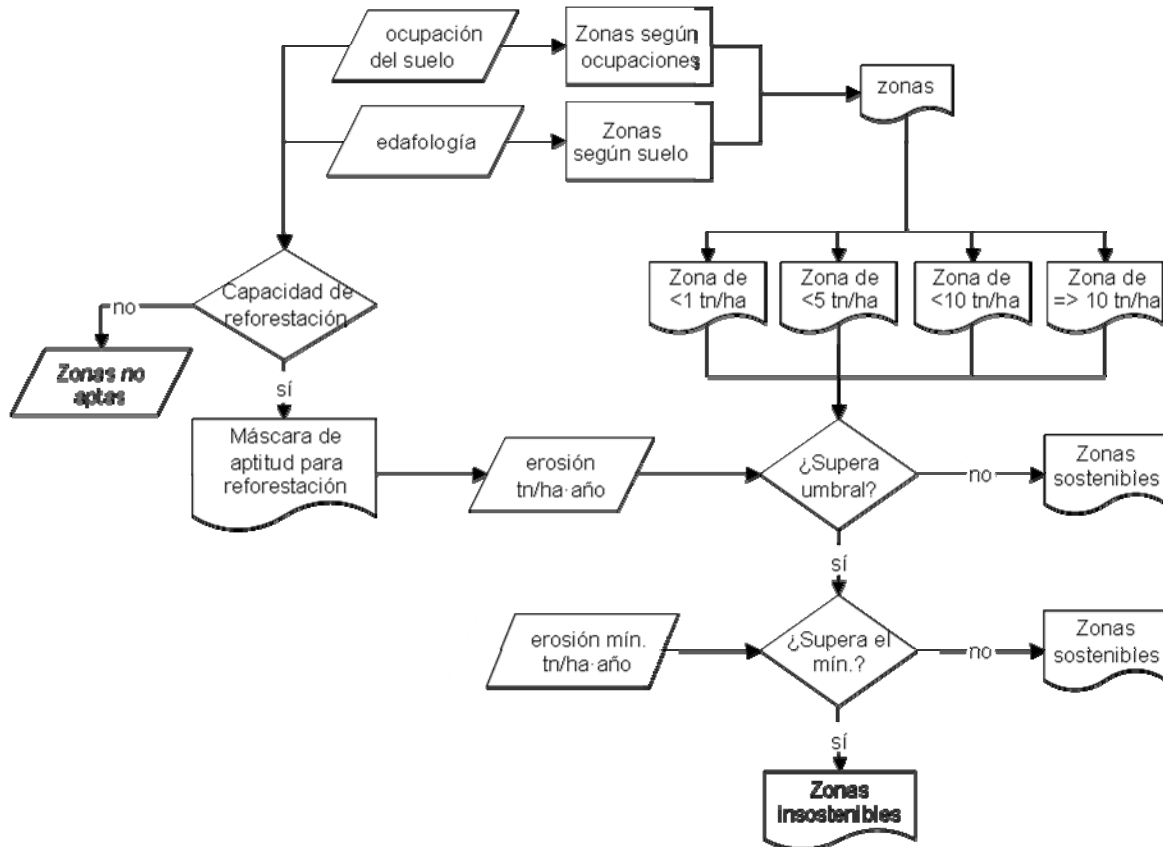 ocupación
del suelo
Zonas según
ocupaciones
zonas
edafología
Zonas
según suelo
Zona de
<1 tn/ha
Zona de
<5 tn/ha
Zona de
<10 tn/ha
Zona de
=> 10 tn/ha
Capacidad de
reforestación
no
Zonas no
aptas
sí
Máscara de
aptitud para
reforestación
erosión
tn/ha·año
¿Supera
umbral?
no
Zonas
sostenibles
sí
erosión mín.
tn/ha·año
¿Supera el
mín.?
no
Zonas
sostenibles
sí
Zonas
insostenibles